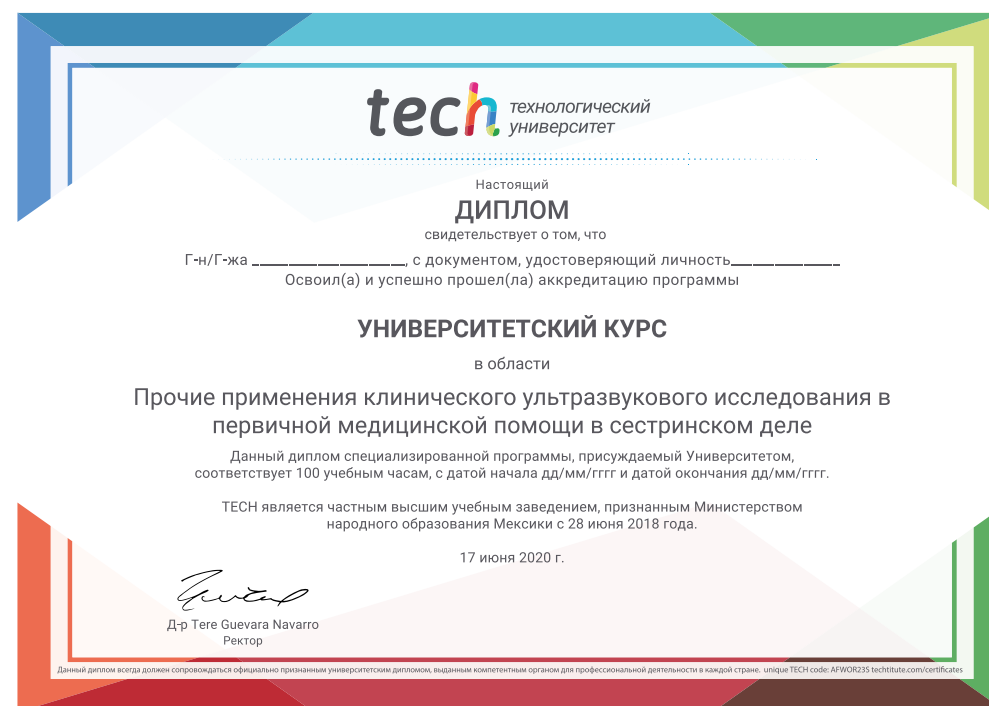 tech технологический
университет
Настоящий
ДИПЛОМ
свидетельствует о том, что
Г-н/Г-жа ____________________, с документом, удостоверяющий личность______________
Освоил(а) и успешно прошел(ла) аккредитацию программы
УНИВЕРСИТЕТСКИЙ КУРС
в области
Прочие применения клинического ультразвукового исследования в
первичной медицинской помощи в сестринском деле
Данный диплом специализированной программы, присуждаемый Университетом,
соответствует 100 учебным часам, с датой начала дд/мм/гггг и датой окончания дд/мм/гггг.
TECH является частным высшим учебным заведением, признанным Министерством
народного образования Мексики с 28 июня 2018 года.
17 июня 2020 г.
Д-р Tere Guevara Navarro
Ректор
Данный диплом всегда должен сопровождаться официально признанным университетским дипломом, выданным компетентным органом для профессиональной деятельности в каждой стране. unique TECH code: AFWOR23S techtitute.com/certificates